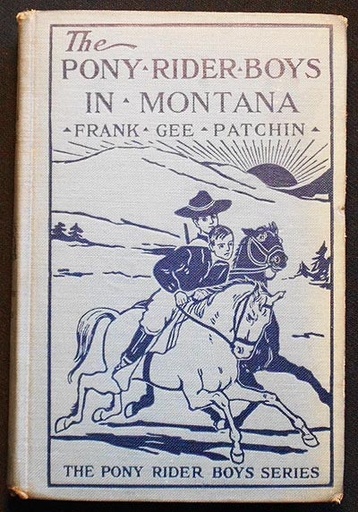 The
PONY RIDER BOYS
IN · MONTANA
FRANK · GEE · PATCHIN
THE PONY RIDER BOYS SERIES